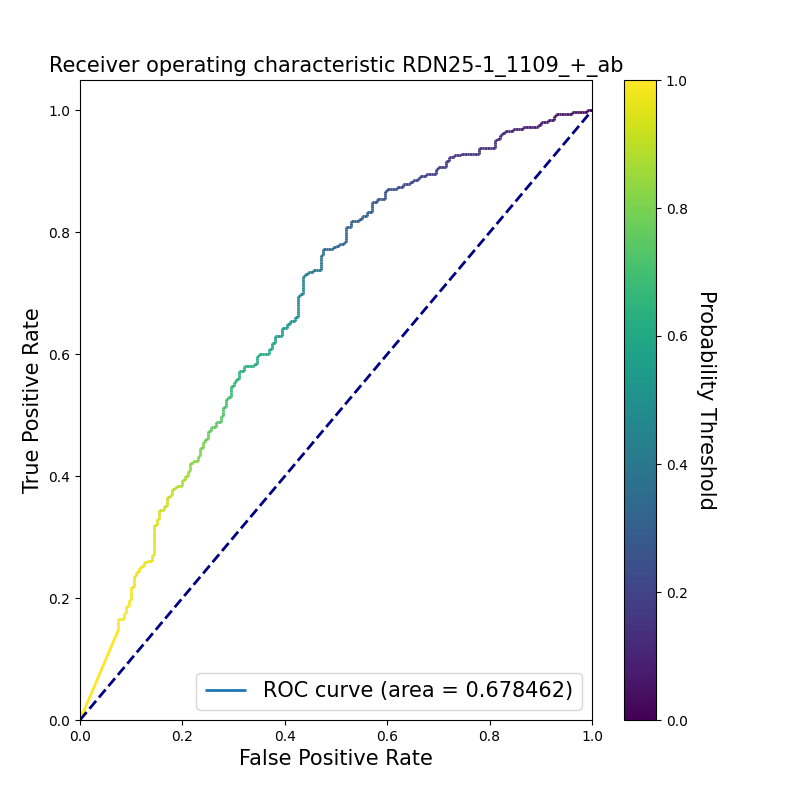 Receiver operating characteristic RDN25-1_1109_+_ab
1.0
0.8
0.6
0.4
0.2
0.0
True Positive Rate
0.0 0.2 0.4 0.6 0.8 1.0
False Positive Rate
ROC curve (area = 0.678462)
1.0
0.8
0.6
0.4
0.2
0.0
Probability Threshold